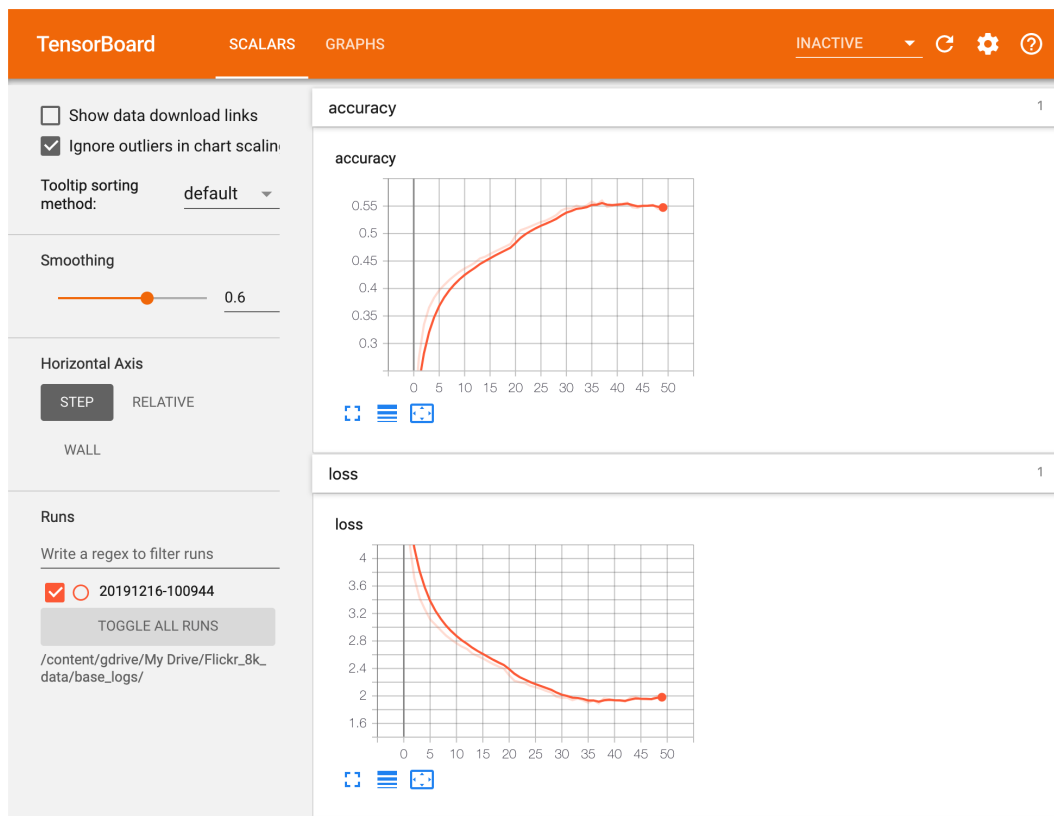 TensorBoard SCALARS GRAPHS INACTIVE
Show data download links
Ignore outliers in chart scalin
Tooltip sorting
method:
default
Smoothing
0.6
Horizontal Axis
STEP RELATIVE
WALL
Runs
Write a regex to filter runs
20191216-100944
TOGGLE ALL RUNS
/content/gdrive/My Drive/Flickr_8k_
data/base_logs/
accuracy 1
accuracy
0.55
0.5
0.45
0.4
0.35
0.3
0 5 10 15 20 25 30 35 40 45 50
loss 1
loss
4
3.6
3.2
2.8
2.4
2
1.6
0 5 10 15 20 25 30 35 40 45 50